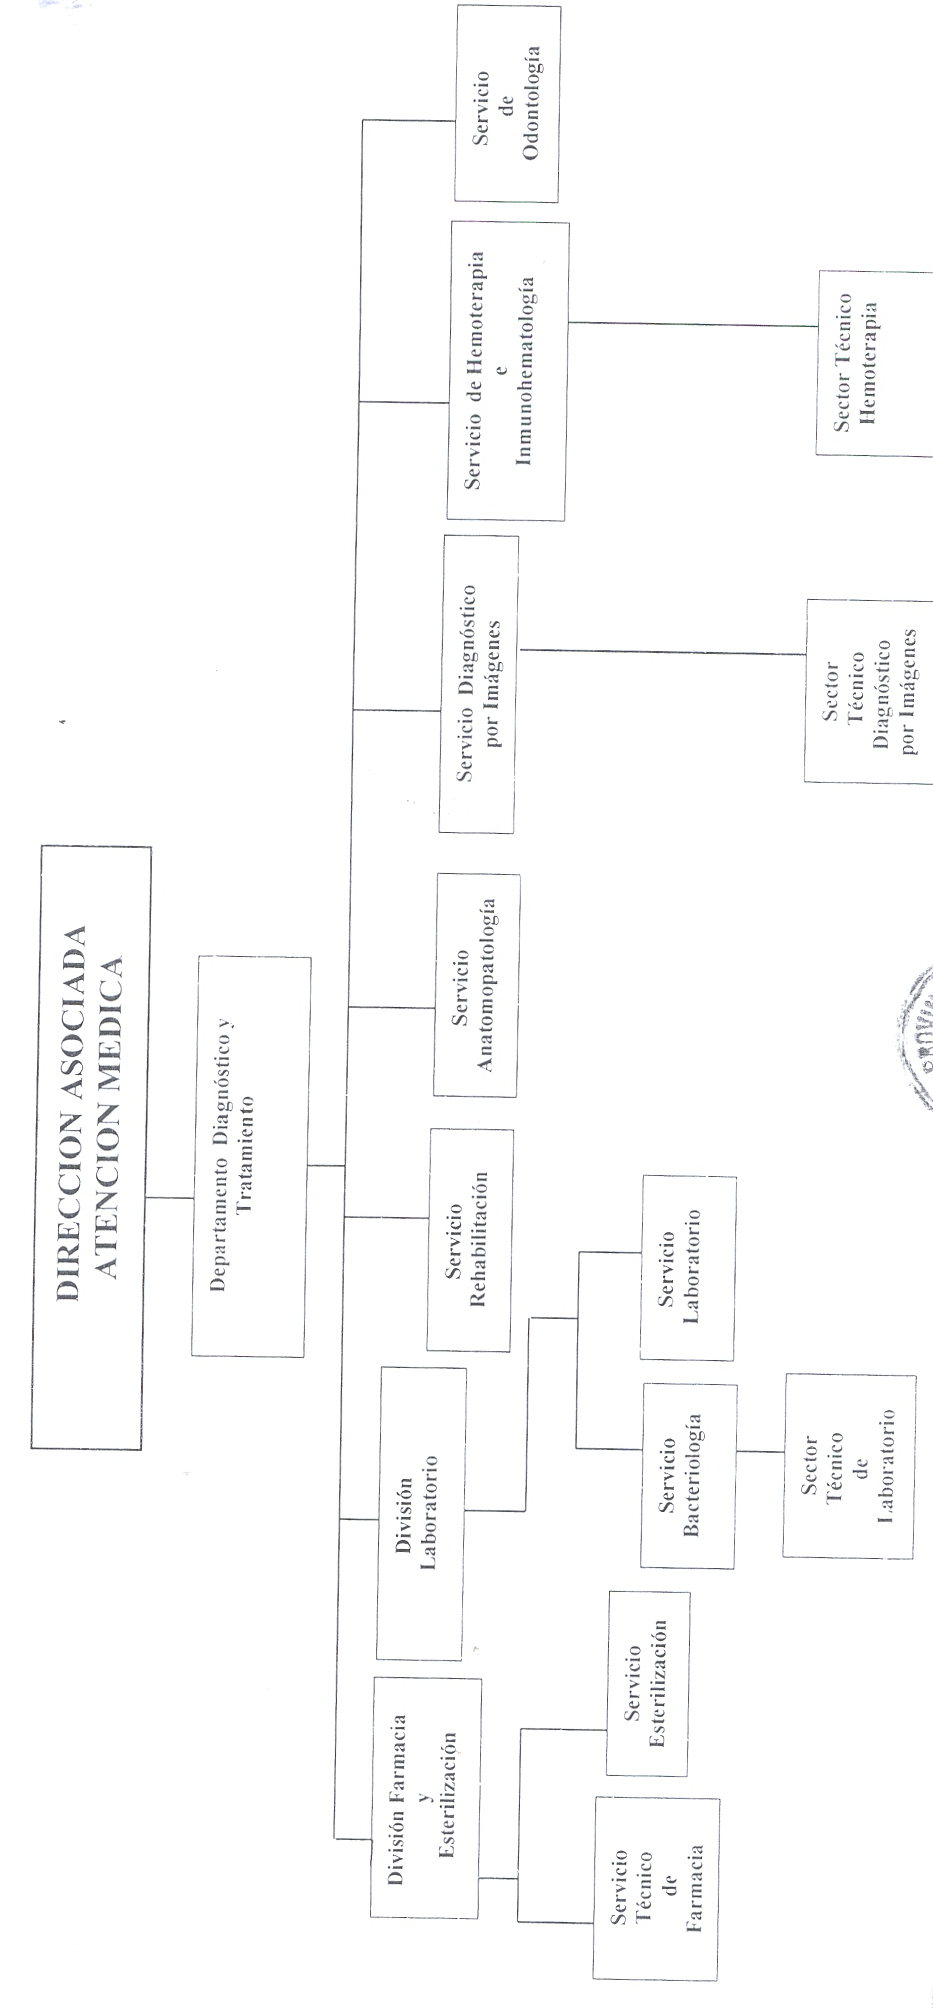 DIRECCION ASOCIADA
ATENCION MEDICA
Departamento Diagnóstico y
Tratamiento
División Farmacia
y
Esterilización
División
Laboratorio
Servicio
Rehabilitación
Servicio
Anatomopatología
Servicio Diagnóstico
por Imágenes
Servicio de Hemoterapia
e
Inmunohematología
Servicio
de
Odontología
Servicio
Técnico
de
Farmacia
Servicio
Esterilización
Servicio
Bacteriología
Servicio
Laboratorio
Sector
Técnico
de
Laboratorio
Sector
Técnico
Diagnóstico
por Imágenes
Sector Técnico
Hemoterapia